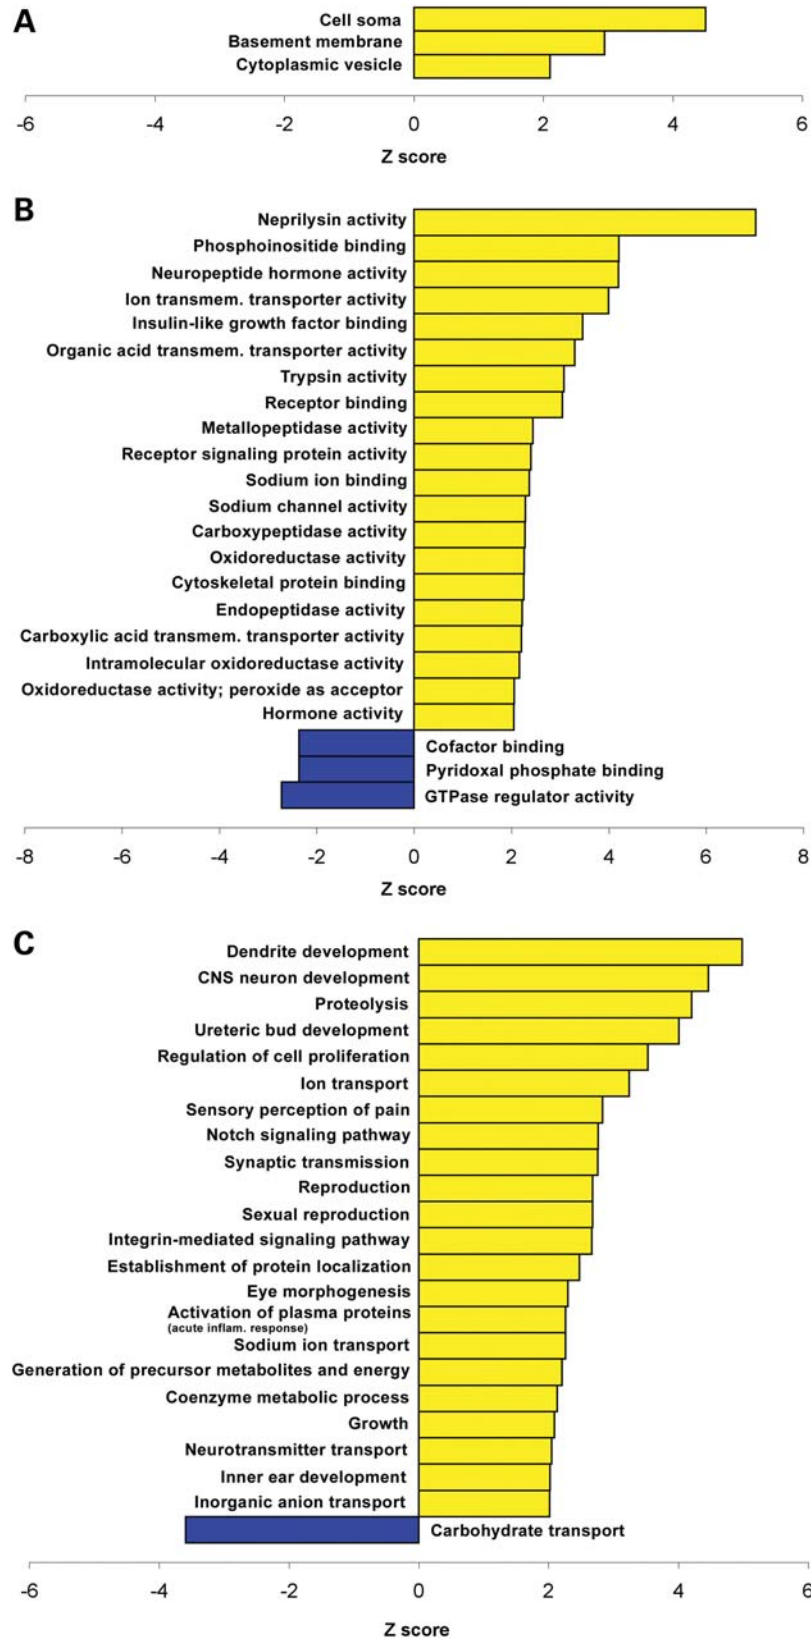 A
Cell soma
Basement membrane
Cytoplasmic vesicle
-6 -4 -2 0 2 4 6
Z score
B
Neprilysin activity
Phosphoinositide binding
Neuropeptide hormone activity
Ion transmem. transporter activity
Insulin-like growth factor binding
Organic acid transmem. transporter activity
Trypsin activity
Receptor binding
Metallopeptidase activity
Receptor signaling protein activity
Sodium ion binding
Sodium channel activity
Carboxypeptidase activity
Oxidoreductase activity
Cytoskeletal protein binding
Endopeptidase activity
Carboxylic acid transmem. transporter activity
Intramolecular oxidoreductase activity
Oxidoreductase activity; peroxide as acceptor
Hormone activity
Cofactor binding
Pyridoxal phosphate binding
GTPase regulator activity
-8 -6 -4 -2 0 2 4 6 8
Z score
C
Dendrite development
CNS neuron development
Proteolysis
Ureteric bud development
Regulation of cell proliferation
Ion transport
Sensory perception of pain
Notch signaling pathway
Synaptic transmission
Reproduction
Sexual reproduction
Integrin-mediated signaling pathway
Establishment of protein localization
Eye morphogenesis
Activation of plasma proteins
(acute inflam. response)
Sodium ion transport
Generation of precursor metabolites and energy
Coenzyme metabolic process
Growth
Neurotransmitter transport
Inner ear development
Inorganic anion transport
Carbohydrate transport
-6 -4 -2 0 2 4 6
Z score